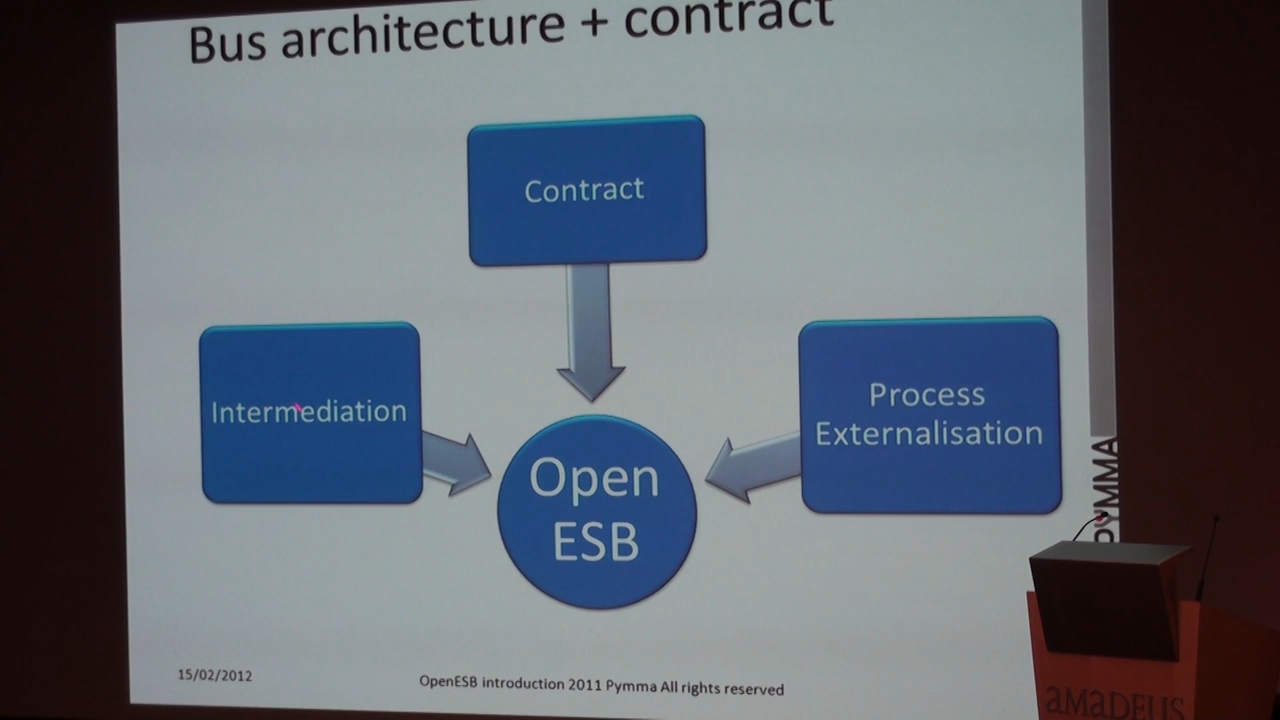 Bus architecture + contract
Contract
Intermediation
Process
Externalisation
Open
ESB
PYMMA
15/02/2012
OpenESB introduction 2011 Pymma All rights reserved
amaDEUS